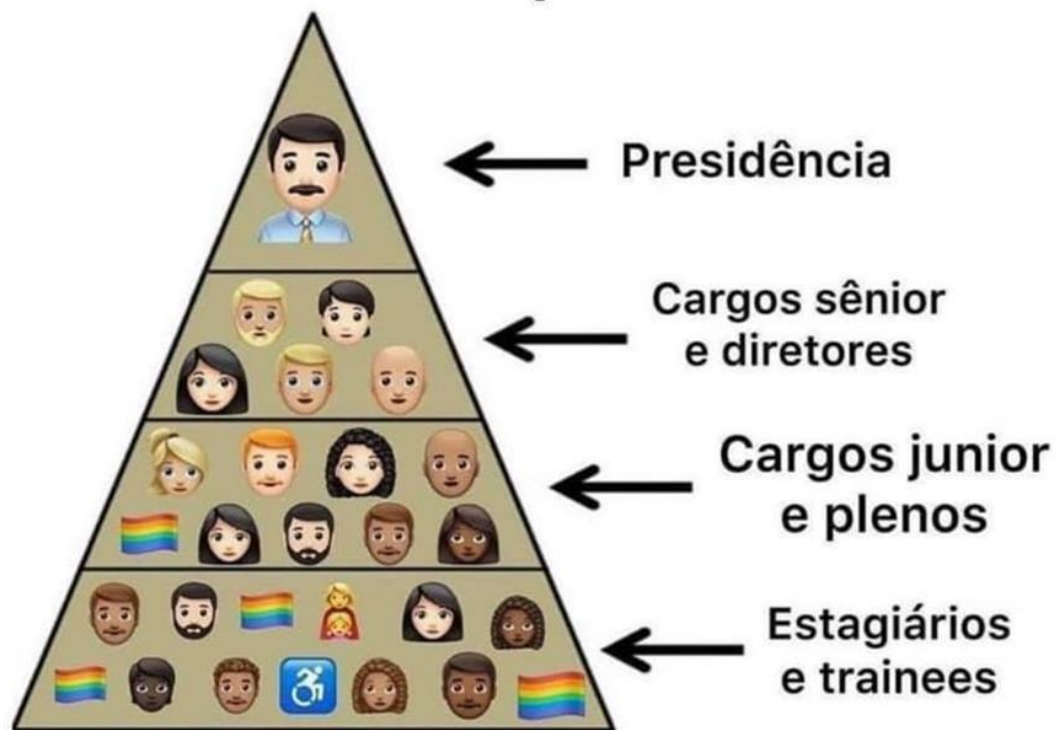 Presidência
Cargos sênior
e diretores
Cargos junior
e plenos
Estagiários
e trainees